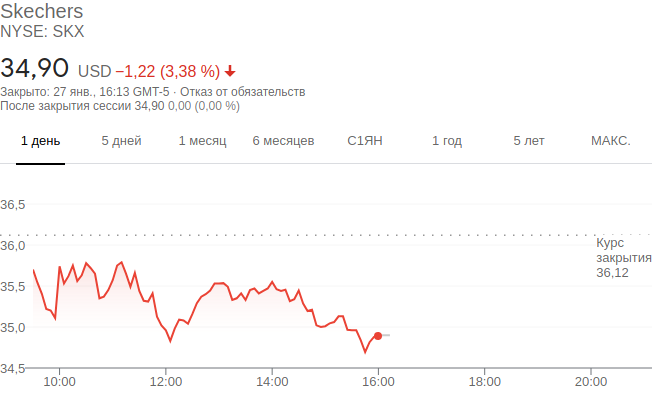 Skechers
NYSE: SKX
34,90 USD −1,22 (3,38 %)
Закрыто: 27 янв., 16:13 GMT-5 · Отказ от обязательств
После закрытия сессии 34,90 0,00 (0,00 %)
1 день 5 дней 1 месяц 6 месяцев С1ЯН 1 год 5 лет МАКС.
36,5
36,0
Курс
закрытия
36,12
35,5
35,0
34,5
10:00 12:00 14:00 16:00 18:00 20:00